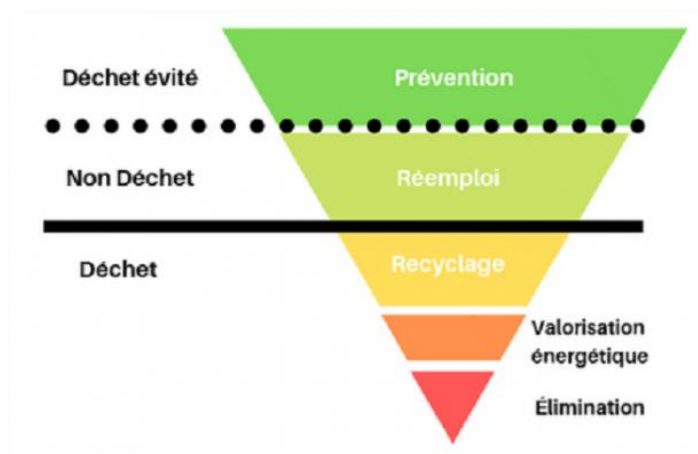 Déchet évité
Prévention
Non Déchet
Réemploi
Déchet
Recyclage
Valorisation
énergétique
Élimination